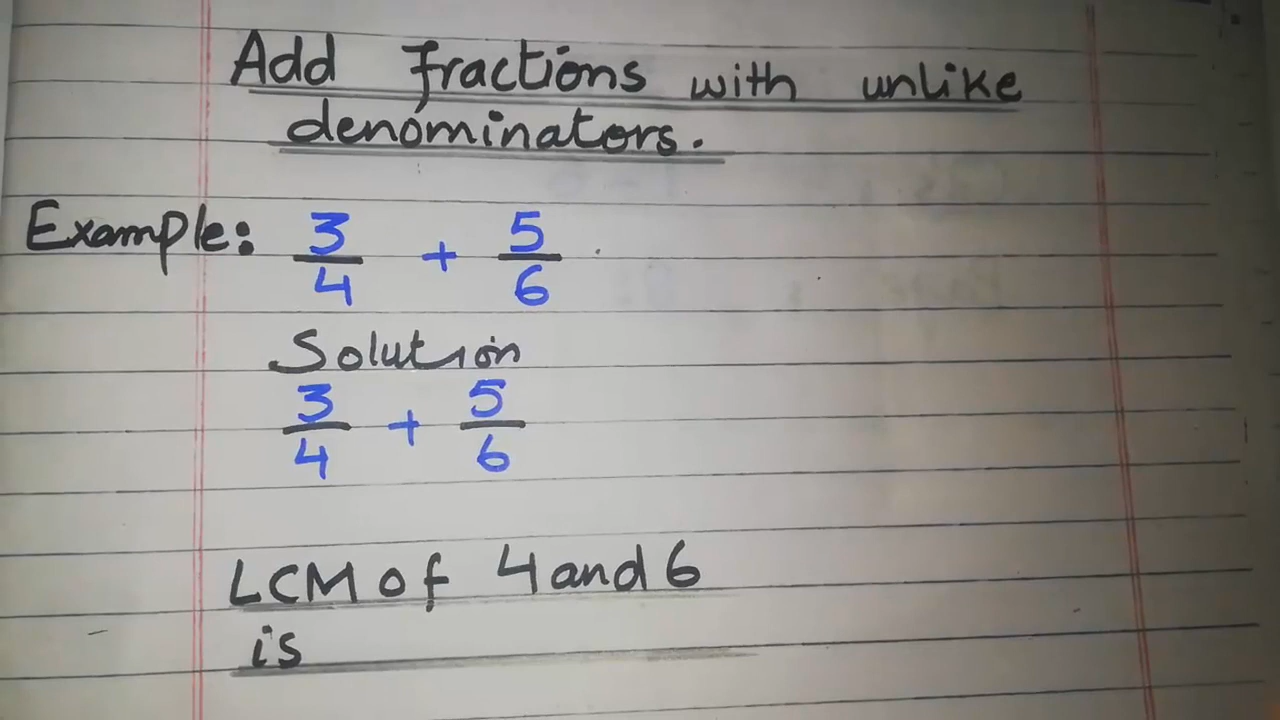 Add fractions with unlike
denominators.
Example: 3/4 + 5/6
Solution
3/4 + 5/6
LCM of 4 and 6
is